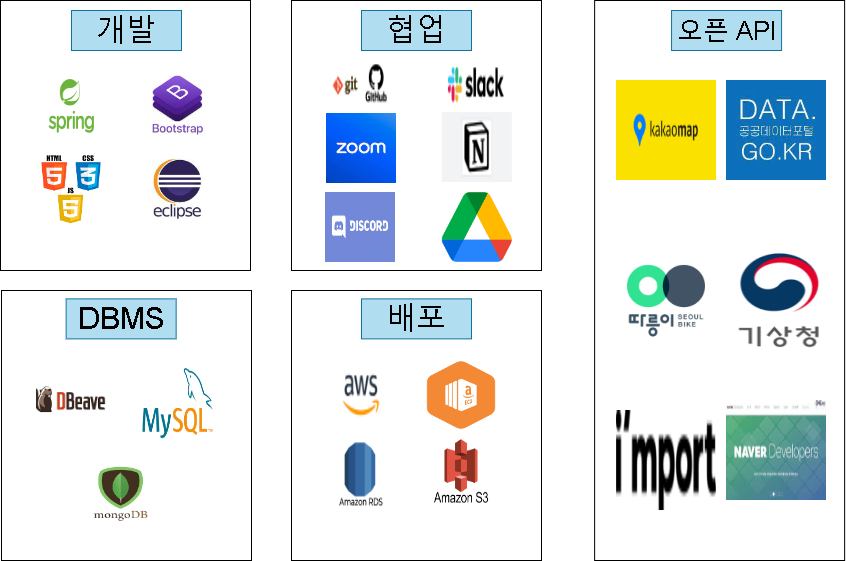 개발
spring
Bootstrap
HTML
CSS
JS
eclipse
협업
git
GitHub
slack
zoom
N
DISCORD
오픈 API
kakaomap
DATA.
공공데이터포털
GO.KR
따릉이 SEOUL BIKE
기상청
i'mport
NAVER Developers
DBMS
DBeave
MySQL
mongoDB
배포
aws
a
EC2
Amazon RDS
Amazon S3